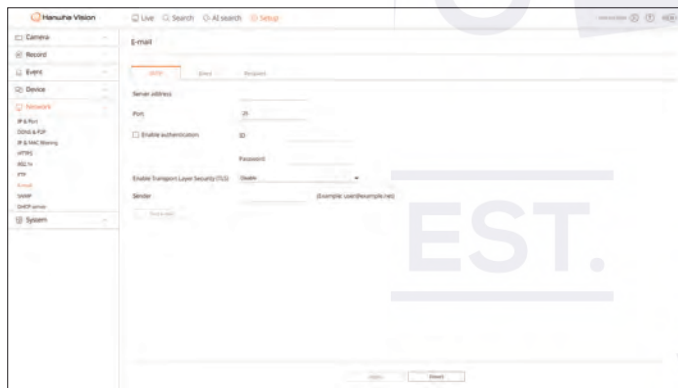 Hanwha Vision
Live
Search
AI search
Setup
Camera
Record
Event
Device
Network
IP & Port
DDNS & P2P
IP & MAC filtering
HTTPS
802.1x
FTP
E-mail
SNMP
DHCP server
System
E-mail
SMTP
Event
Recipient
Server address
Port
25
Enable authentication
ID
Password
Enable Transport Layer Security (TLS)
Disable
Sender
(Example: user@example.net)
EST.
Apply
Revert